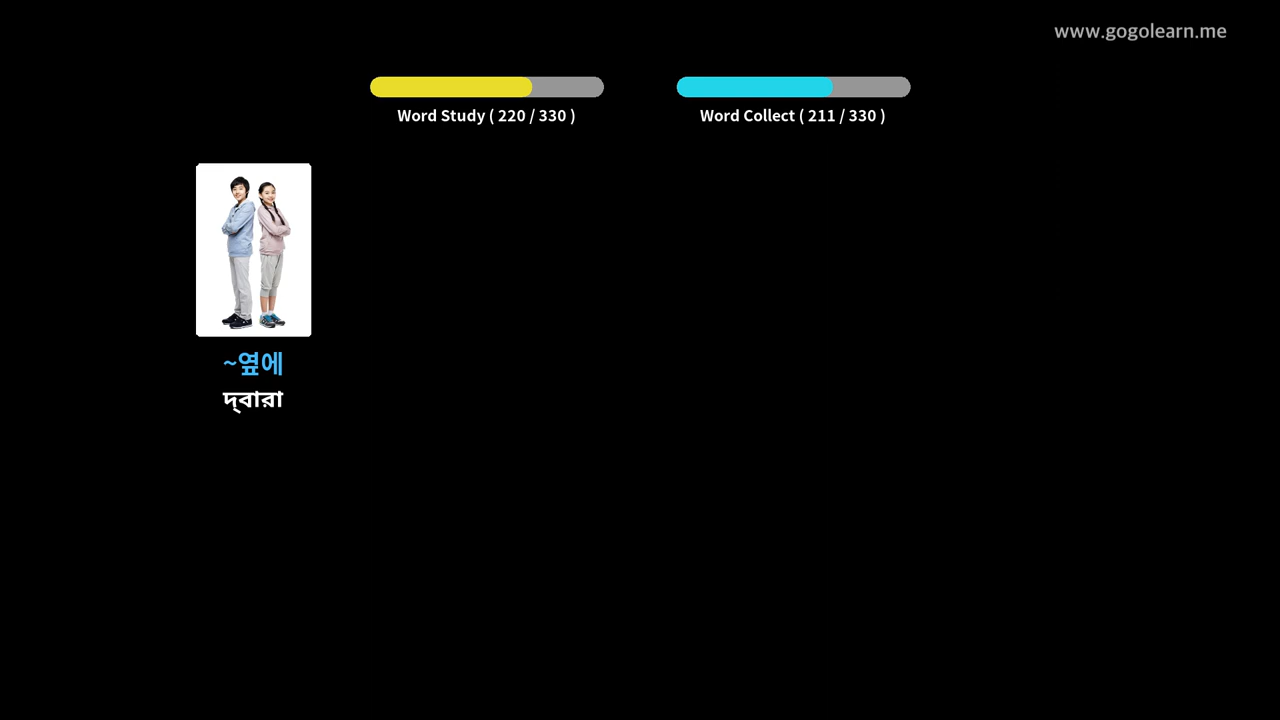 www.gogolearn.me
Word Study ( 220 / 330 )
Word Collect ( 211 / 330 )
~옆에
দ্বারা